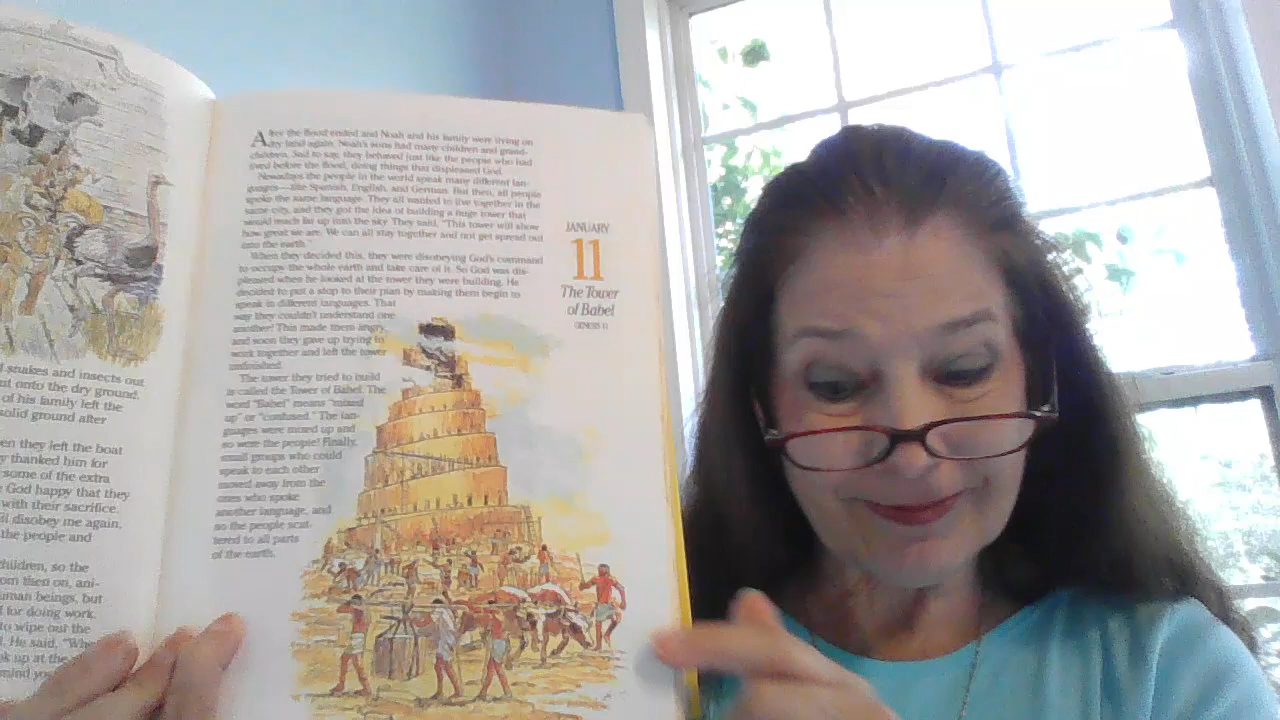 snakes and insects out
onto the dry ground.
of his family left the
solid ground after
en they left the boat
y thanked him for
some of the extra
God happy that they
with their sacrifice.
disobey me again,
the people and
children, so the
om then on, ani-
uman beings, but
for doing work.
to wipe out the
. He said, "Whe
k up at the
mind yo
After the flood ended and Noah and his family were living on
dry land again, Noah's sons had many children and grand-
children. Sad to say, they behaved just like the people who had
lived before the flood, doing things that displeased God.
Nowadays the people in the world speak many different lan-
guages—like Spanish, English, and German. But then, all people
spoke the same language. They all wanted to live together in the
same city, and they got the idea of building a huge tower that
would reach far up into the sky. They said, "This tower will show
how great we are. We can all stay together and not get spread out
onto the earth."
When they decided this, they were disobeying God's command
to occupy the whole earth and take care of it. So God was dis-
pleased when he looked at the tower they were building. He
decided to put a stop to their plan by making them begin to
speak in different languages. That
way they couldn't understand one
another! This made them angry,
and soon they gave up trying to
work together and left the tower
unfinished.
The tower they tried to build
is called the Tower of Babel. The
word "Babel" means "mixed
up" or "confused." The lan-
guages were mixed up and
so were the people! Finally,
small groups who could
speak to each other
moved away from the
ones who spoke
another language, and
so the people scat-
tered to all parts
of the earth.
JANUARY
11
The Tower
of Babel
GENESIS 11